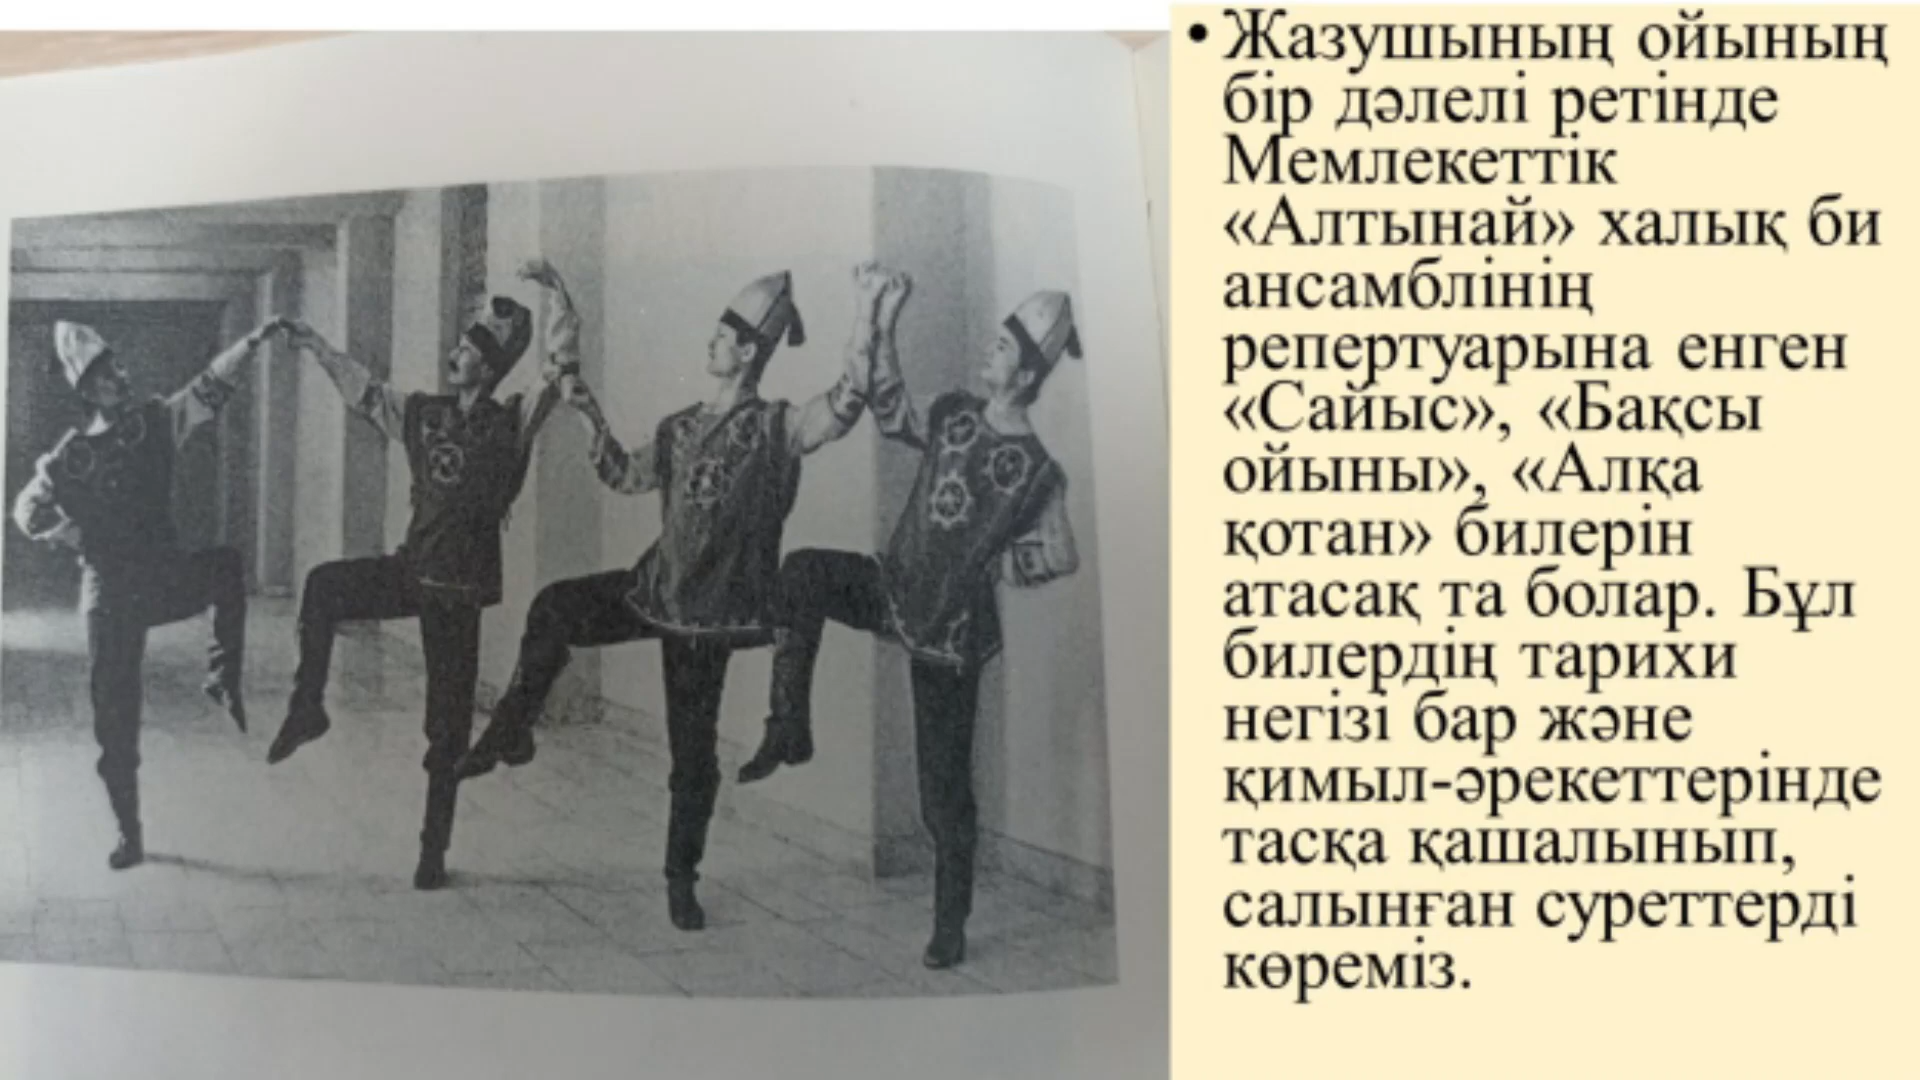 • Жазушының ойының
бір дәлелі ретінде
Мемлекеттік
«Алтынай» халық би
ансамблінің
репертуарына енген
«Сайыс», «Бақсы
ойыны», «Алқа
қотан» билерін
атасақ та болар. Бұл
билердің тарихи
негізі бар және
қимыл-әрекеттерінде
тасқа қашалынып,
салынған суреттерді
көреміз.